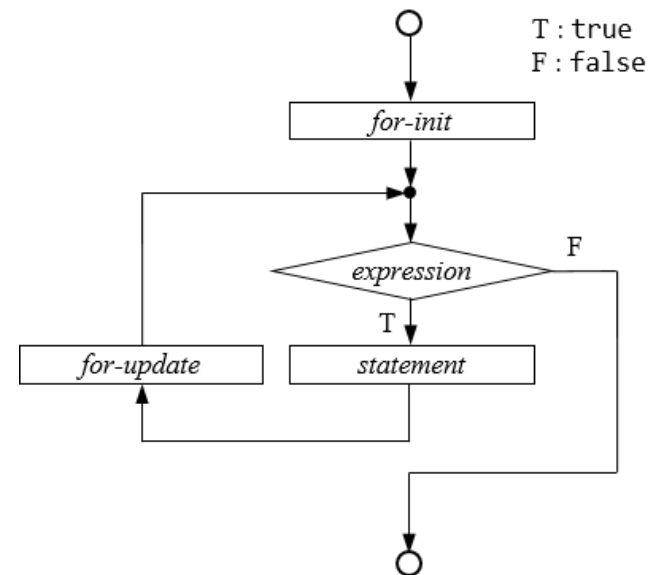 T : true
F : false
for-init
expression
F
T
for-update
statement